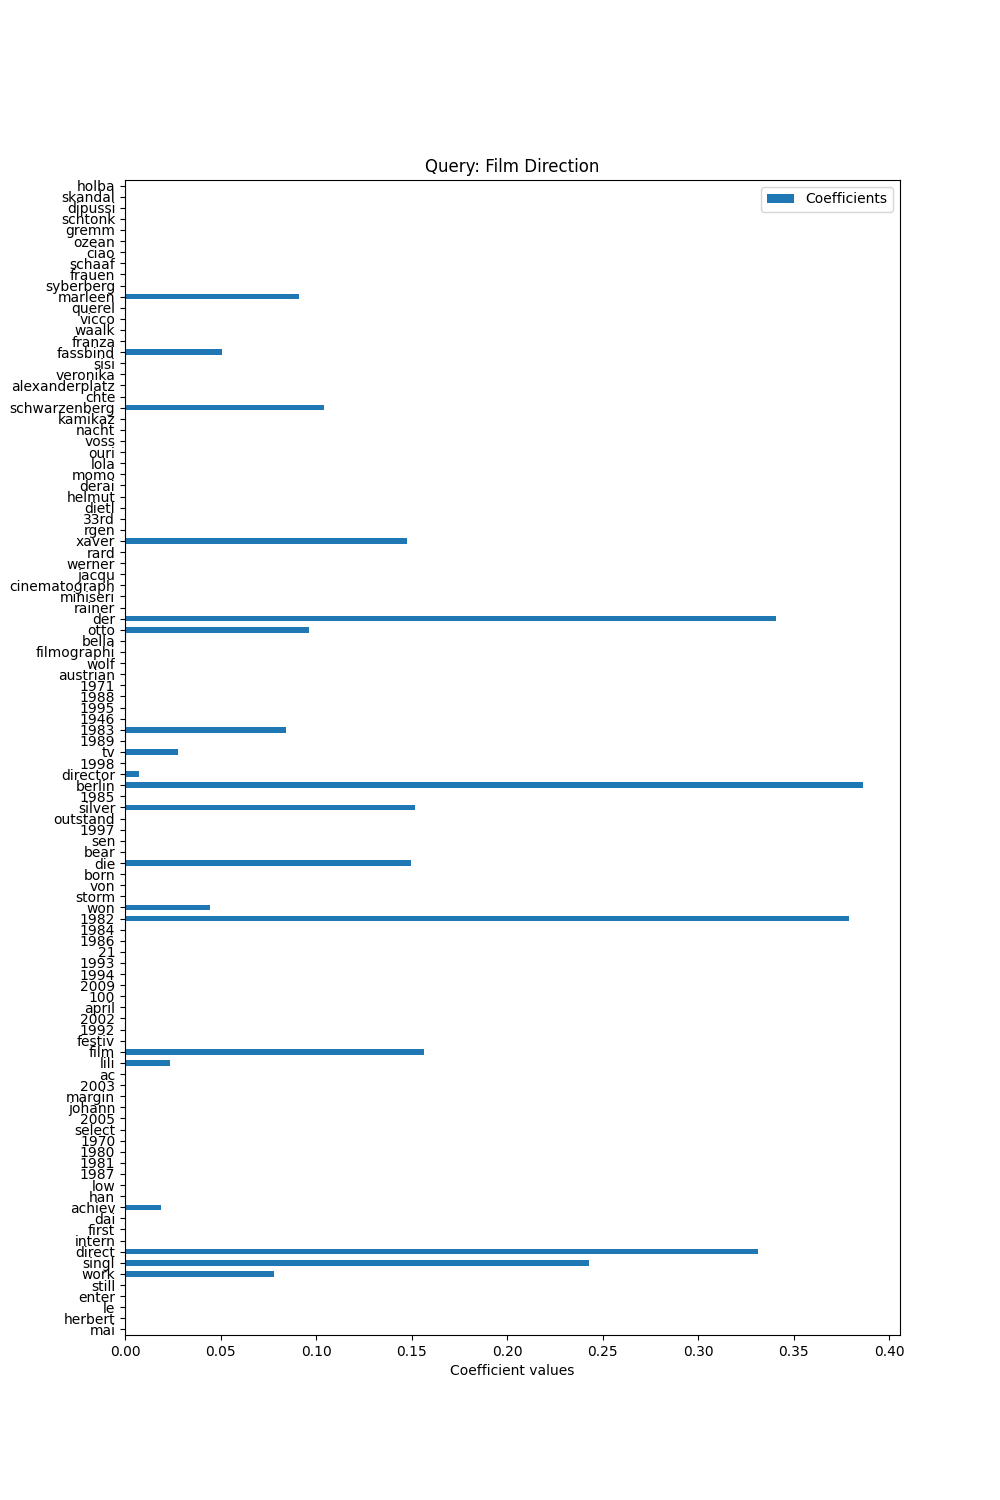 Query: Film Direction
Coefficients
holba
skandal
dipussi
schtonk
gremm
ozean
ciao
schaaf
frauen
syberberg
marleen
querel
vicco
waalk
franza
fassbind
sisi
veronika
alexanderplatz
chte
schwarzenberg
kamikaz
nacht
voss
ouri
lola
momo
derai
helmut
dietl
33rd
rgen
xaver
rard
werner
jacqu
cinematograph
miniseri
rainer
der
otto
bella
filmographi
wolf
austrian
1971
1988
1995
1946
1983
1989
tv
1998
director
berlin
1985
silver
outstand
1997
sen
bear
die
born
von
storm
won
1982
1984
1986
21
1993
1994
2009
100
april
2002
1992
festiv
film
lili
ac
2003
margin
johann
2005
select
1970
1980
1981
1987
low
han
achiev
dai
first
intern
direct
singl
work
still
enter
le
herbert
mai
0.00 0.05 0.10 0.15 0.20 0.25 0.30 0.35 0.40
Coefficient values